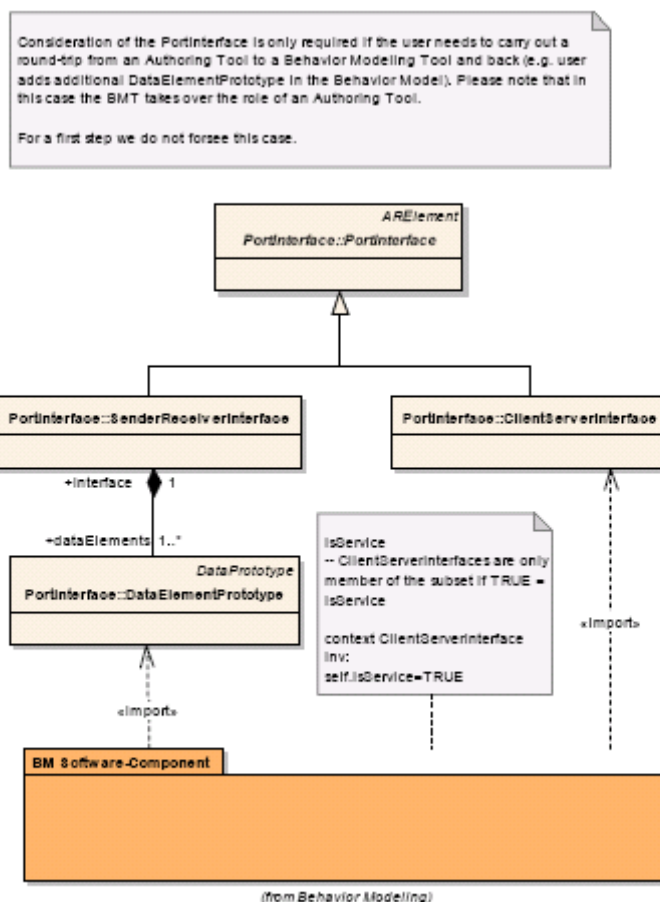 Consideration of the PortInterface is only required if the user needs to carry out a
round-trip from an Authoring Tool to a Behavior Modeling Tool and back (e.g. user
adds additional DataElementPrototype in the Behavior Model). Please note that in
this case the BMT takes over the role of an Authoring Tool.
For a first step we do not forsee this case.
ARElement
PortInterface::PortInterface
PortInterface::SenderReceiverInterface
PortInterface::ClientServerInterface
+interface 1
+dataElements 1..*
DataPrototype
PortInterface::DataElementPrototype
isService
-- ClientServerInterfaces are only
member of the subset if TRUE =
isService
context ClientServerInterface
inv:
self.isService=TRUE
«import»
«import»
BM Software-Component
(from Behavior Modeling)